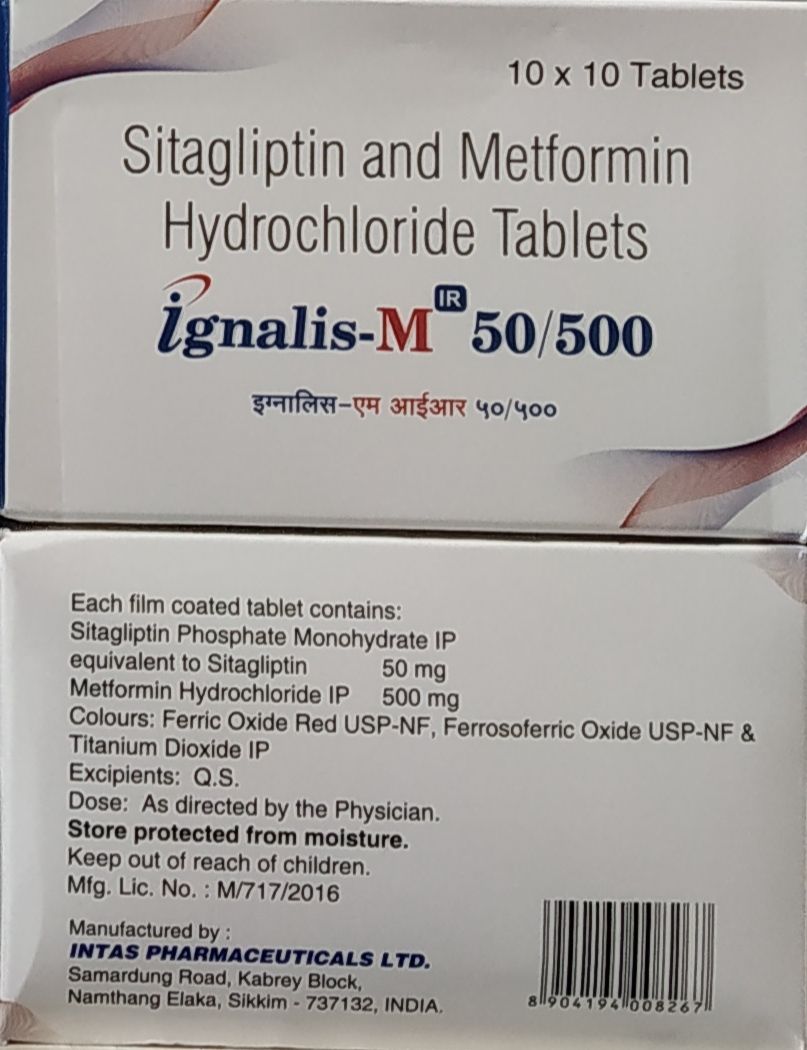 10 x 10 Tablets
Sitagliptin and Metformin
Hydrochloride Tablets
ignalis-M IR 50/500
इग्नालिस-एम आईआर ५०/५००
Each film coated tablet contains:
Sitagliptin Phosphate Monohydrate IP
equivalent to Sitagliptin 50 mg
Metformin Hydrochloride IP 500 mg
Colours: Ferric Oxide Red USP-NF, Ferrosoferric Oxide USP-NF &
Titanium Dioxide IP
Excipients: Q.S.
Dose: As directed by the Physician.
Store protected from moisture.
Keep out of reach of children.
Mfg. Lic. No. : M/717/2016
Manufactured by :
INTAS PHARMACEUTICALS LTD.
Samardung Road, Kabrey Block,
Namthang Elaka, Sikkim - 737132, INDIA.
8 904194 008267